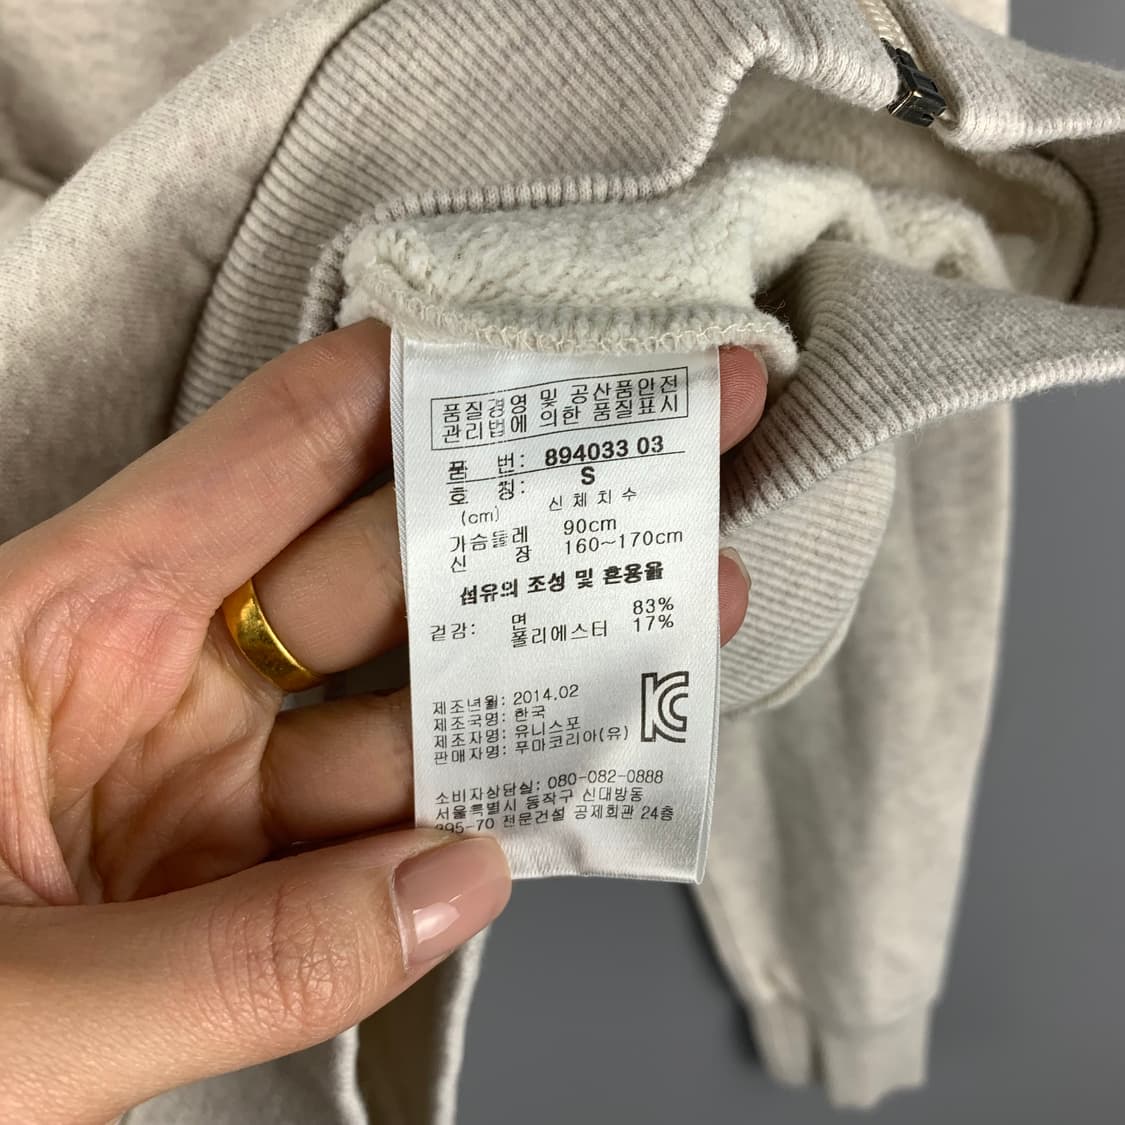 품질경영 및 공산품안전
관리법에 의한 품질표시
품 번: 894033 03
호 칭: S
(cm) 신체치수
가슴둘레 90cm
신 장 160~170cm
섬유의 조성 및 혼용율
겉감: 면 83%
폴리에스터 17%
제조년월: 2014.02
제조국명: 한국
제조자명: 유니스포
판매자명: 푸마코리아(유)
KC
소비자상담실: 080-082-0888
서울특별시 동작구 신대방동
395-70 전문건설 공제회관 24층